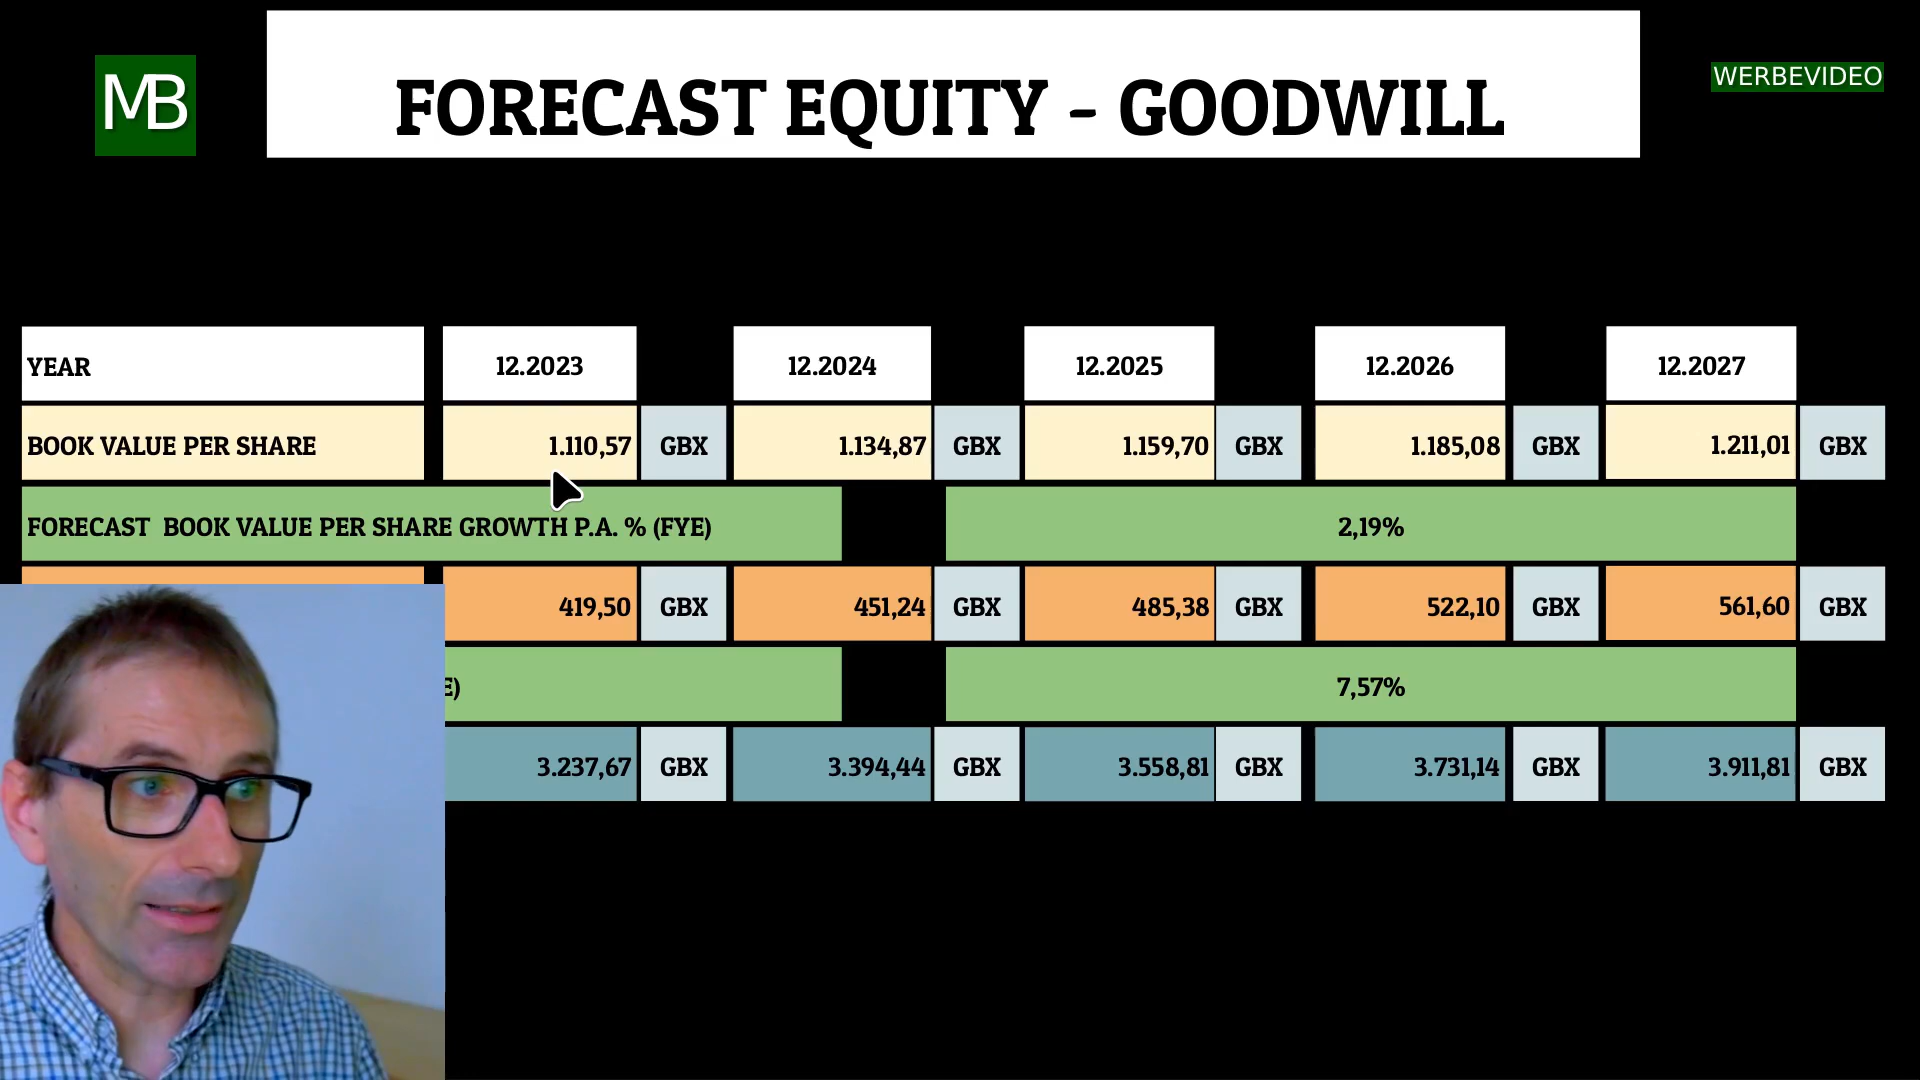 MB
FORECAST EQUITY - GOODWILL
WERBEVIDEO
YEAR 12.2023 12.2024 12.2025 12.2026 12.2027
BOOK VALUE PER SHARE 1.110,57 GBX 1.134,87 GBX 1.159,70 GBX 1.185,08 GBX 1.211,01 GBX
FORECAST BOOK VALUE PER SHARE GROWTH P.A. % (FYE) 2,19%
419,50 GBX 451,24 GBX 485,38 GBX 522,10 GBX 561,60 GBX
E) 7,57%
3.237,67 GBX 3.394,44 GBX 3.558,81 GBX 3.731,14 GBX 3.911,81 GBX